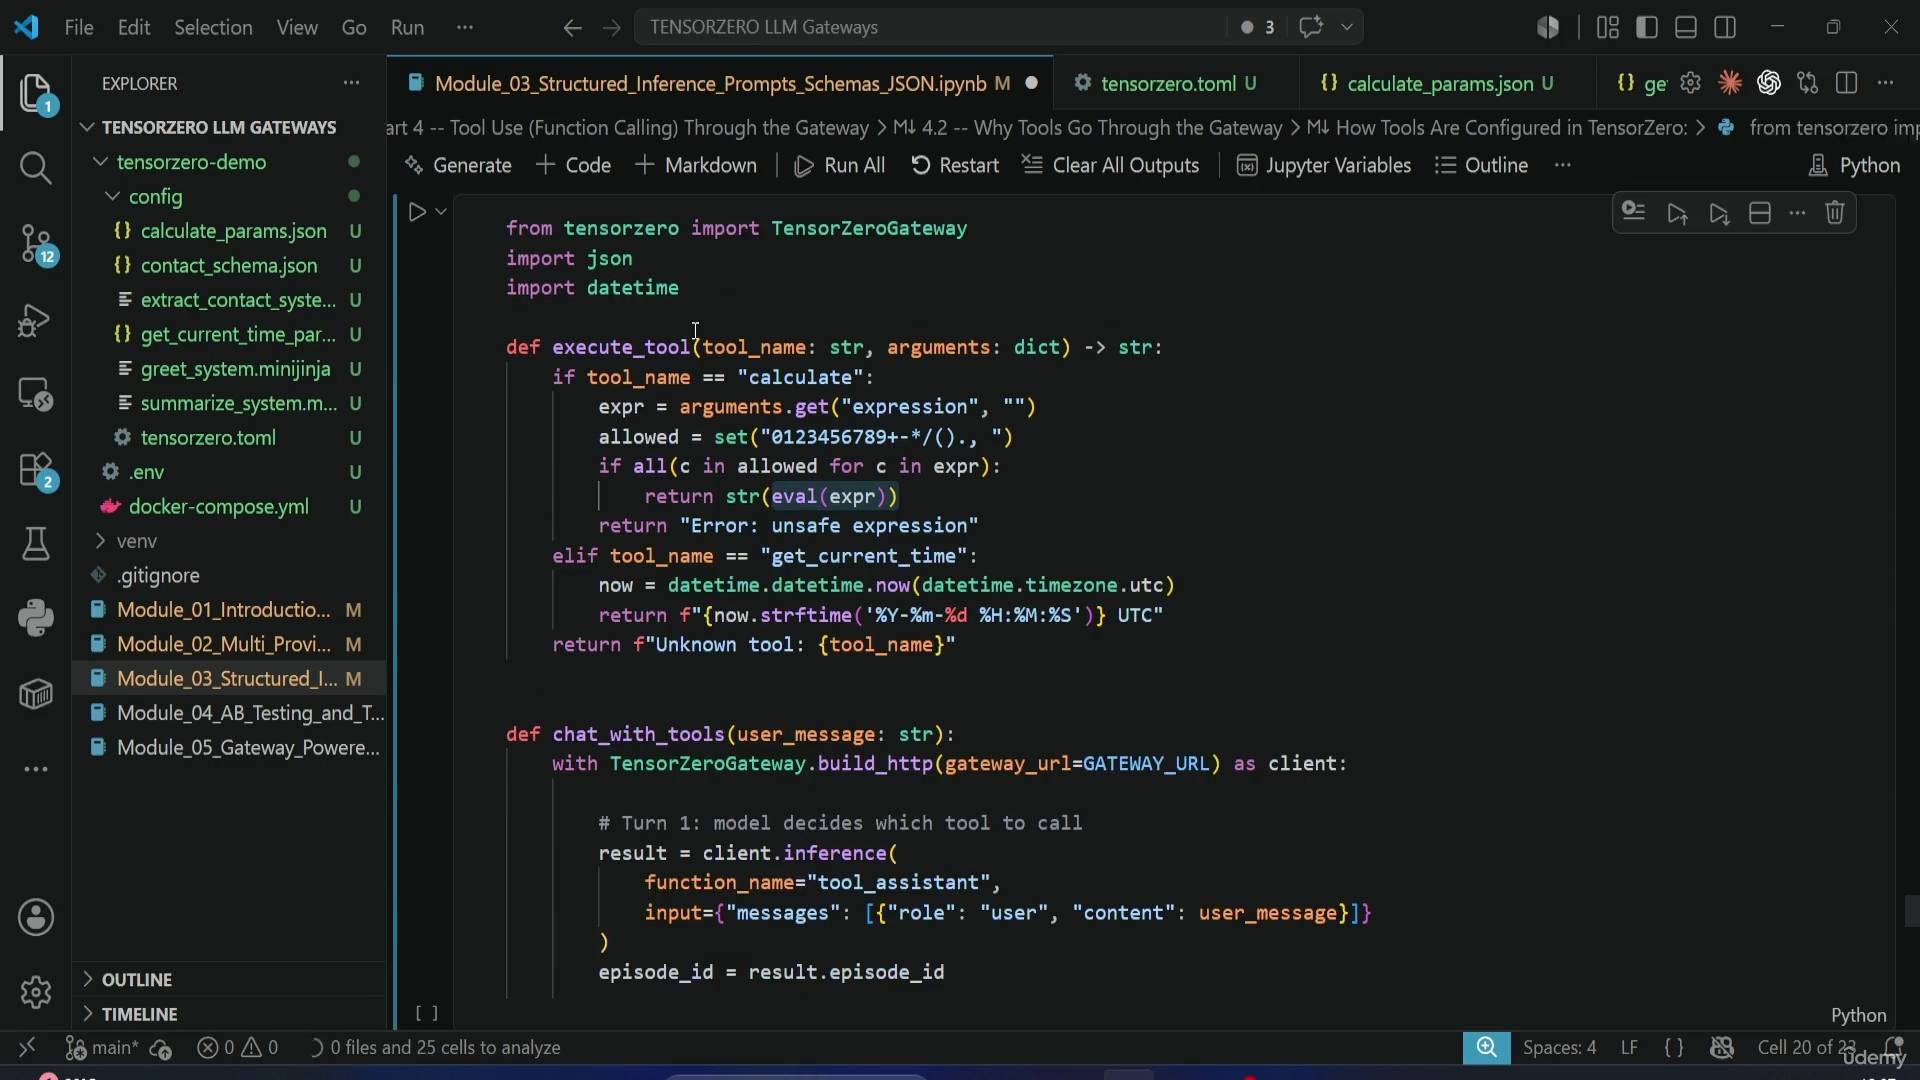 File Edit Selection View Go Run
TENSORZERO LLM Gateways
3
EXPLORER
TENSORZERO LLM GATEWAYS
tensorzero-demo
config
calculate_params.json U
contact_schema.json U
extract_contact_syste... U
get_current_time_par... U
greet_system.minijinja U
summarize_system.m... U
tensorzero.toml U
.env U
docker-compose.yml U
venv
.gitignore
Module_01_Introductio... M
Module_02_Multi_Provi... M
Module_03_Structured_I... M
Module_04_AB_Testing_and_T...
Module_05_Gateway_Powere...
OUTLINE
TIMELINE
1
12
2
Module_03_Structured_Inference_Prompts_Schemas_JSON.ipynb M
tensorzero.toml U
calculate_params.json U
ge
art 4 -- Tool Use (Function Calling) Through the Gateway > M↓ 4.2 -- Why Tools Go Through the Gateway > M↓ How Tools Are Configured in TensorZero: > from tensorzero imp
Generate + Code + Markdown Run All Restart Clear All Outputs Jupyter Variables Outline Python
from tensorzero import TensorZeroGateway
import json
import datetime
def execute_tool(tool_name: str, arguments: dict) -> str:
if tool_name == "calculate":
expr = arguments.get("expression", "")
allowed = set("0123456789+-*/()., ")
if all(c in allowed for c in expr):
return str(eval(expr))
return "Error: unsafe expression"
elif tool_name == "get_current_time":
now = datetime.datetime.now(datetime.timezone.utc)
return f"{now.strftime('%Y-%m-%d %H:%M:%S')} UTC"
return f"Unknown tool: {tool_name}"
def chat_with_tools(user_message: str):
with TensorZeroGateway.build_http(gateway_url=GATEWAY_URL) as client:
# Turn 1: model decides which tool to call
result = client.inference(
function_name="tool_assistant",
input={"messages": [{"role": "user", "content": user_message}]}
)
episode_id = result.episode_id
[ ]
Python
main* 0 0 0 files and 25 cells to analyze
Spaces: 4 LF { } Cell 20 of
udemy